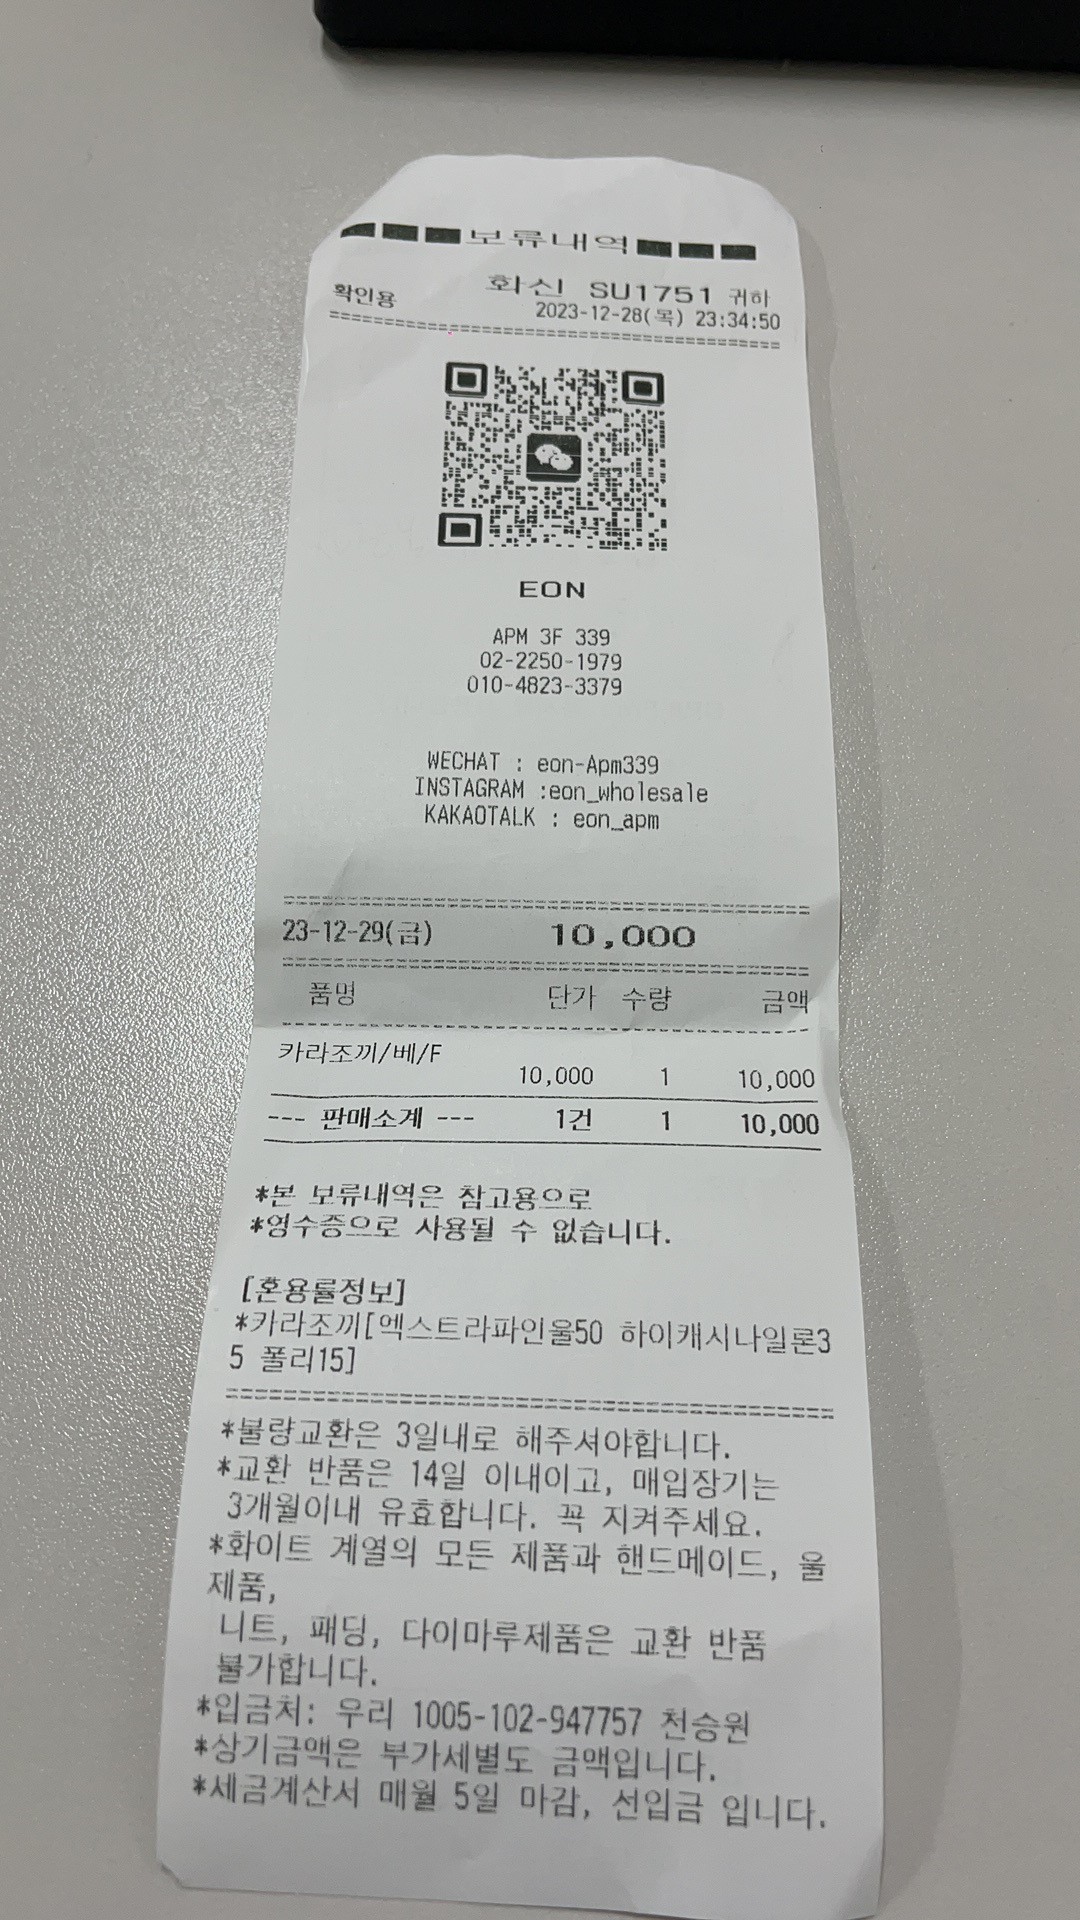 ■■■보류내역■■■
화신 SU1751 귀하
확인용
2023-12-28(목) 23:34:50
EON
APM 3F 339
02-2250-1979
010-4823-3379
WECHAT : eon-Apm339
INSTAGRAM :eon_wholesale
KAKAOTALK : eon_apm
23-12-29(금) 10,000
품명 단가 수량 금액
카라조끼/베/F
10,000 1 10,000
--- 판매소계 --- 1건 1 10,000
*본 보류내역은 참고용으로
*영수증으로 사용될 수 없습니다.
[혼용률정보]
*카라조끼[엑스트라파인울50 하이캐시나일론3
5 폴리15]
*불량교환은 3일내로 해주셔야합니다.
*교환 반품은 14일 이내이고, 매입장기는
3개월이내 유효합니다. 꼭 지켜주세요.
*화이트 계열의 모든 제품과 핸드메이드, 울
제품,
니트, 패딩, 다이마루제품은 교환 반품
불가합니다.
*입금처: 우리 1005-102-947757 천승원
*상기금액은 부가세별도 금액입니다.
*세금계산서 매월 5일 마감, 선입금 입니다.